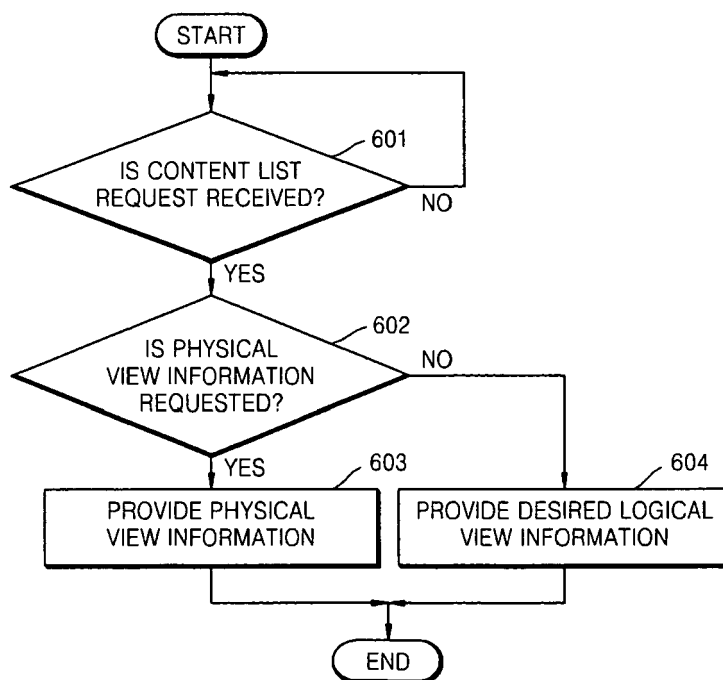 START
601
IS CONTENT LIST
REQUEST RECEIVED?
NO
YES
602
IS PHYSICAL
VIEW INFORMATION
REQUESTED?
NO
YES
603
PROVIDE PHYSICAL
VIEW INFORMATION
604
PROVIDE DESIRED LOGICAL
VIEW INFORMATION
END